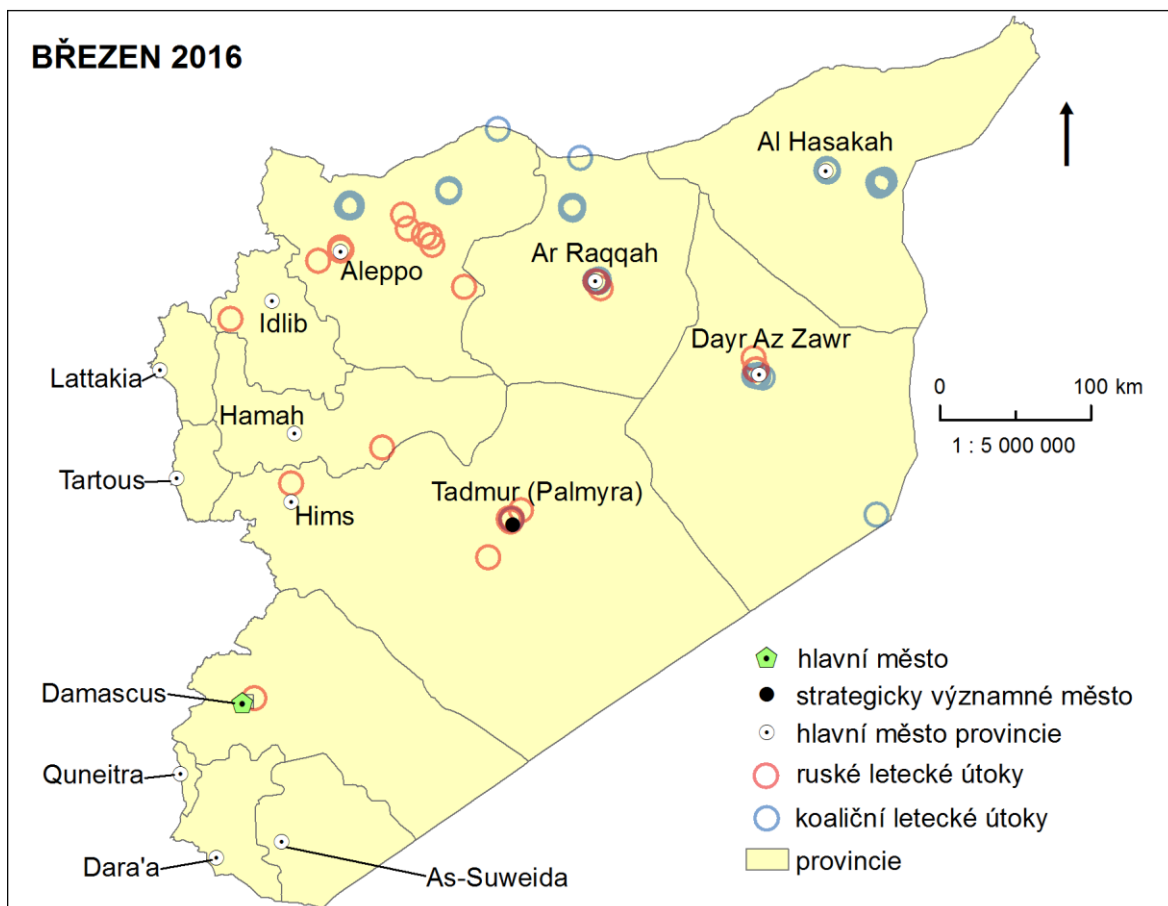 BŘEZEN 2016
Al Hasakah
Ar Raqqah
Aleppo
Idlib
Dayr Az Zawr
Lattakia
0 100 km
Hamah
1 : 5 000 000
Tartous
Tadmur (Palmyra)
Hims
hlavní město
Damascus
strategicky významné město
hlavní město provincie
Quneitra
ruské letecké útoky
koaliční letecké útoky
Dara'a
As-Suweida
provincie